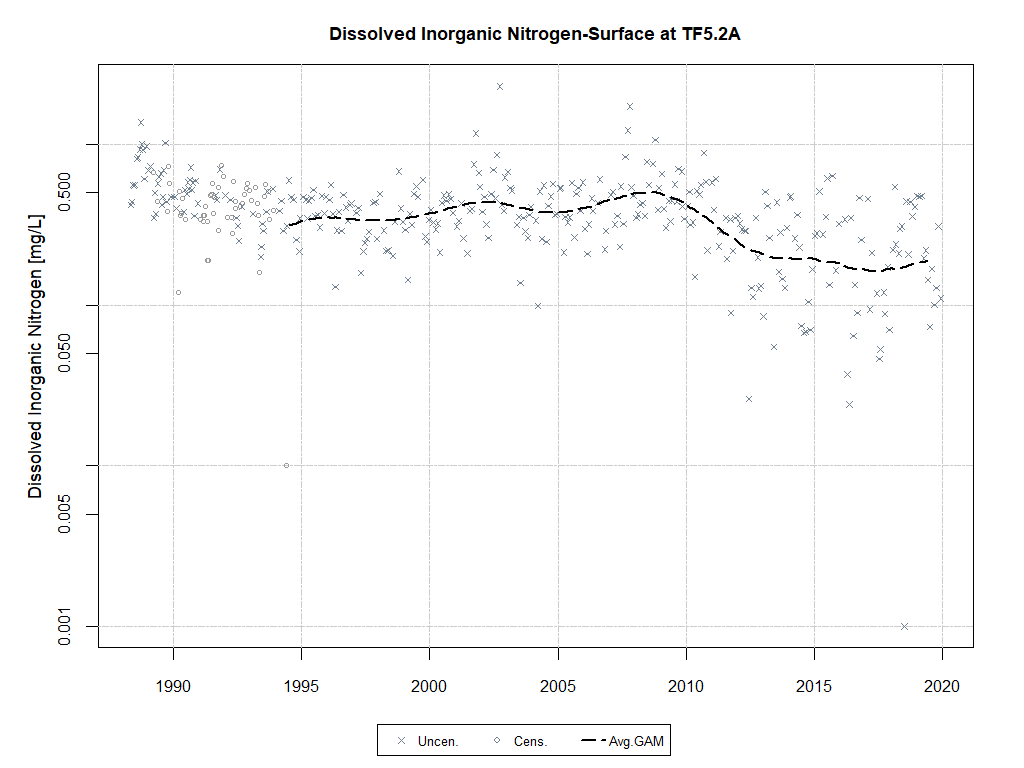 Dissolved Inorganic Nitrogen-Surface at TF5.2A
Dissolved Inorganic Nitrogen [mg/L]
0.500
0.050
0.005
0.001
1990 1995 2000 2005 2010 2015 2020
Uncen. Cens. Avg.GAM